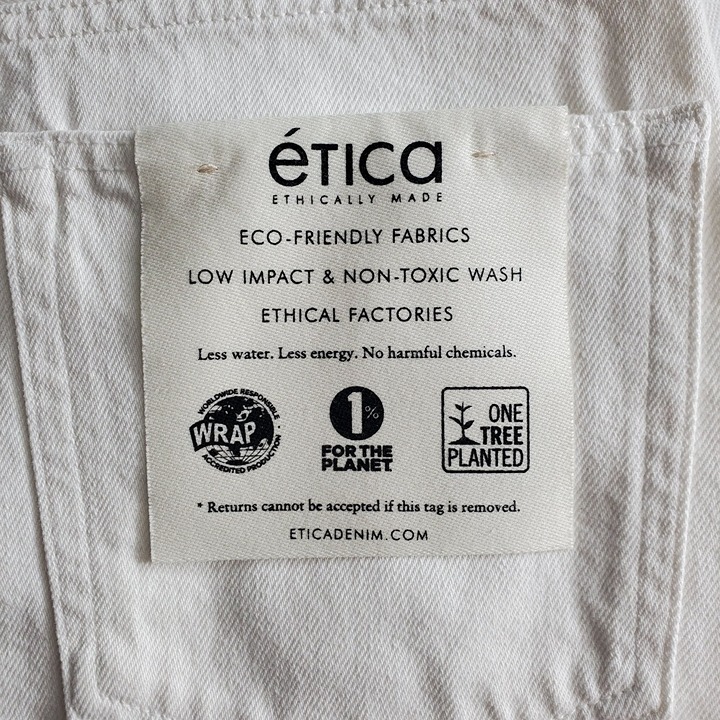 éTICa
ETHICALLY MADE
ECO-FRIENDLY FABRICS
LOW IMPACT & NON-TOXIC WASH
ETHICAL FACTORIES
Less water. Less energy. No harmful chemicals.
WORLDWIDE RESPONSIBLE
WRAP
ACCREDITED PRODUCTION
1%
FOR THE
PLANET
ONE
TREE
PLANTED
* Returns cannot be accepted if this tag is removed.
ETICADENIM.COM